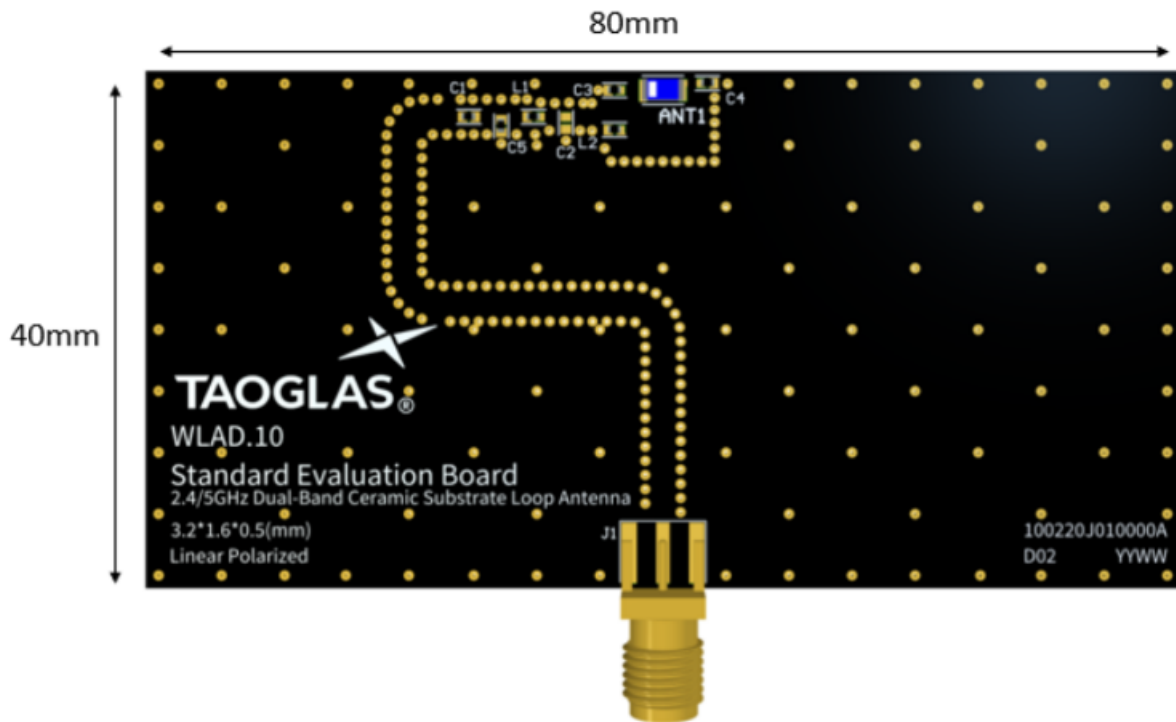 80mm
40mm
C1
L1
C3
C4
ANT1
C5
C2
L2
TAOGLAS®
WLAD.10
Standard Evaluation Board
2.4/5GHz Dual-Band Ceramic Substrate Loop Antenna
3.2*1.6*0.5(mm)
Linear Polarized
J1
100220J010000A
D02 YYWW